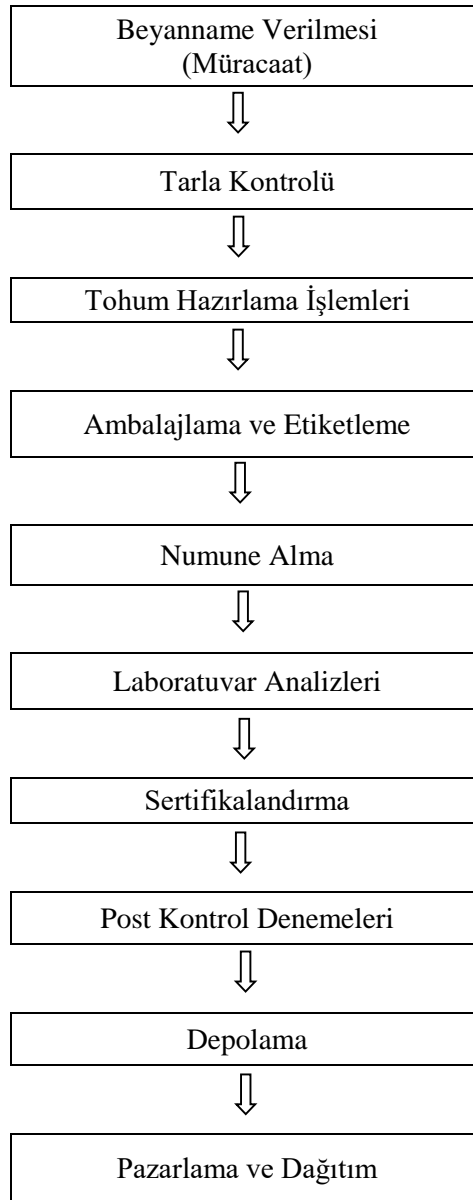 Beyanname Verilmesi
(Müracaat)
Tarla Kontrolü
Tohum Hazırlama İşlemleri
Ambalajlama ve Etiketleme
Numune Alma
Laboratuvar Analizleri
Sertifikalandırma
Post Kontrol Denemeleri
Depolama
Pazarlama ve Dağıtım